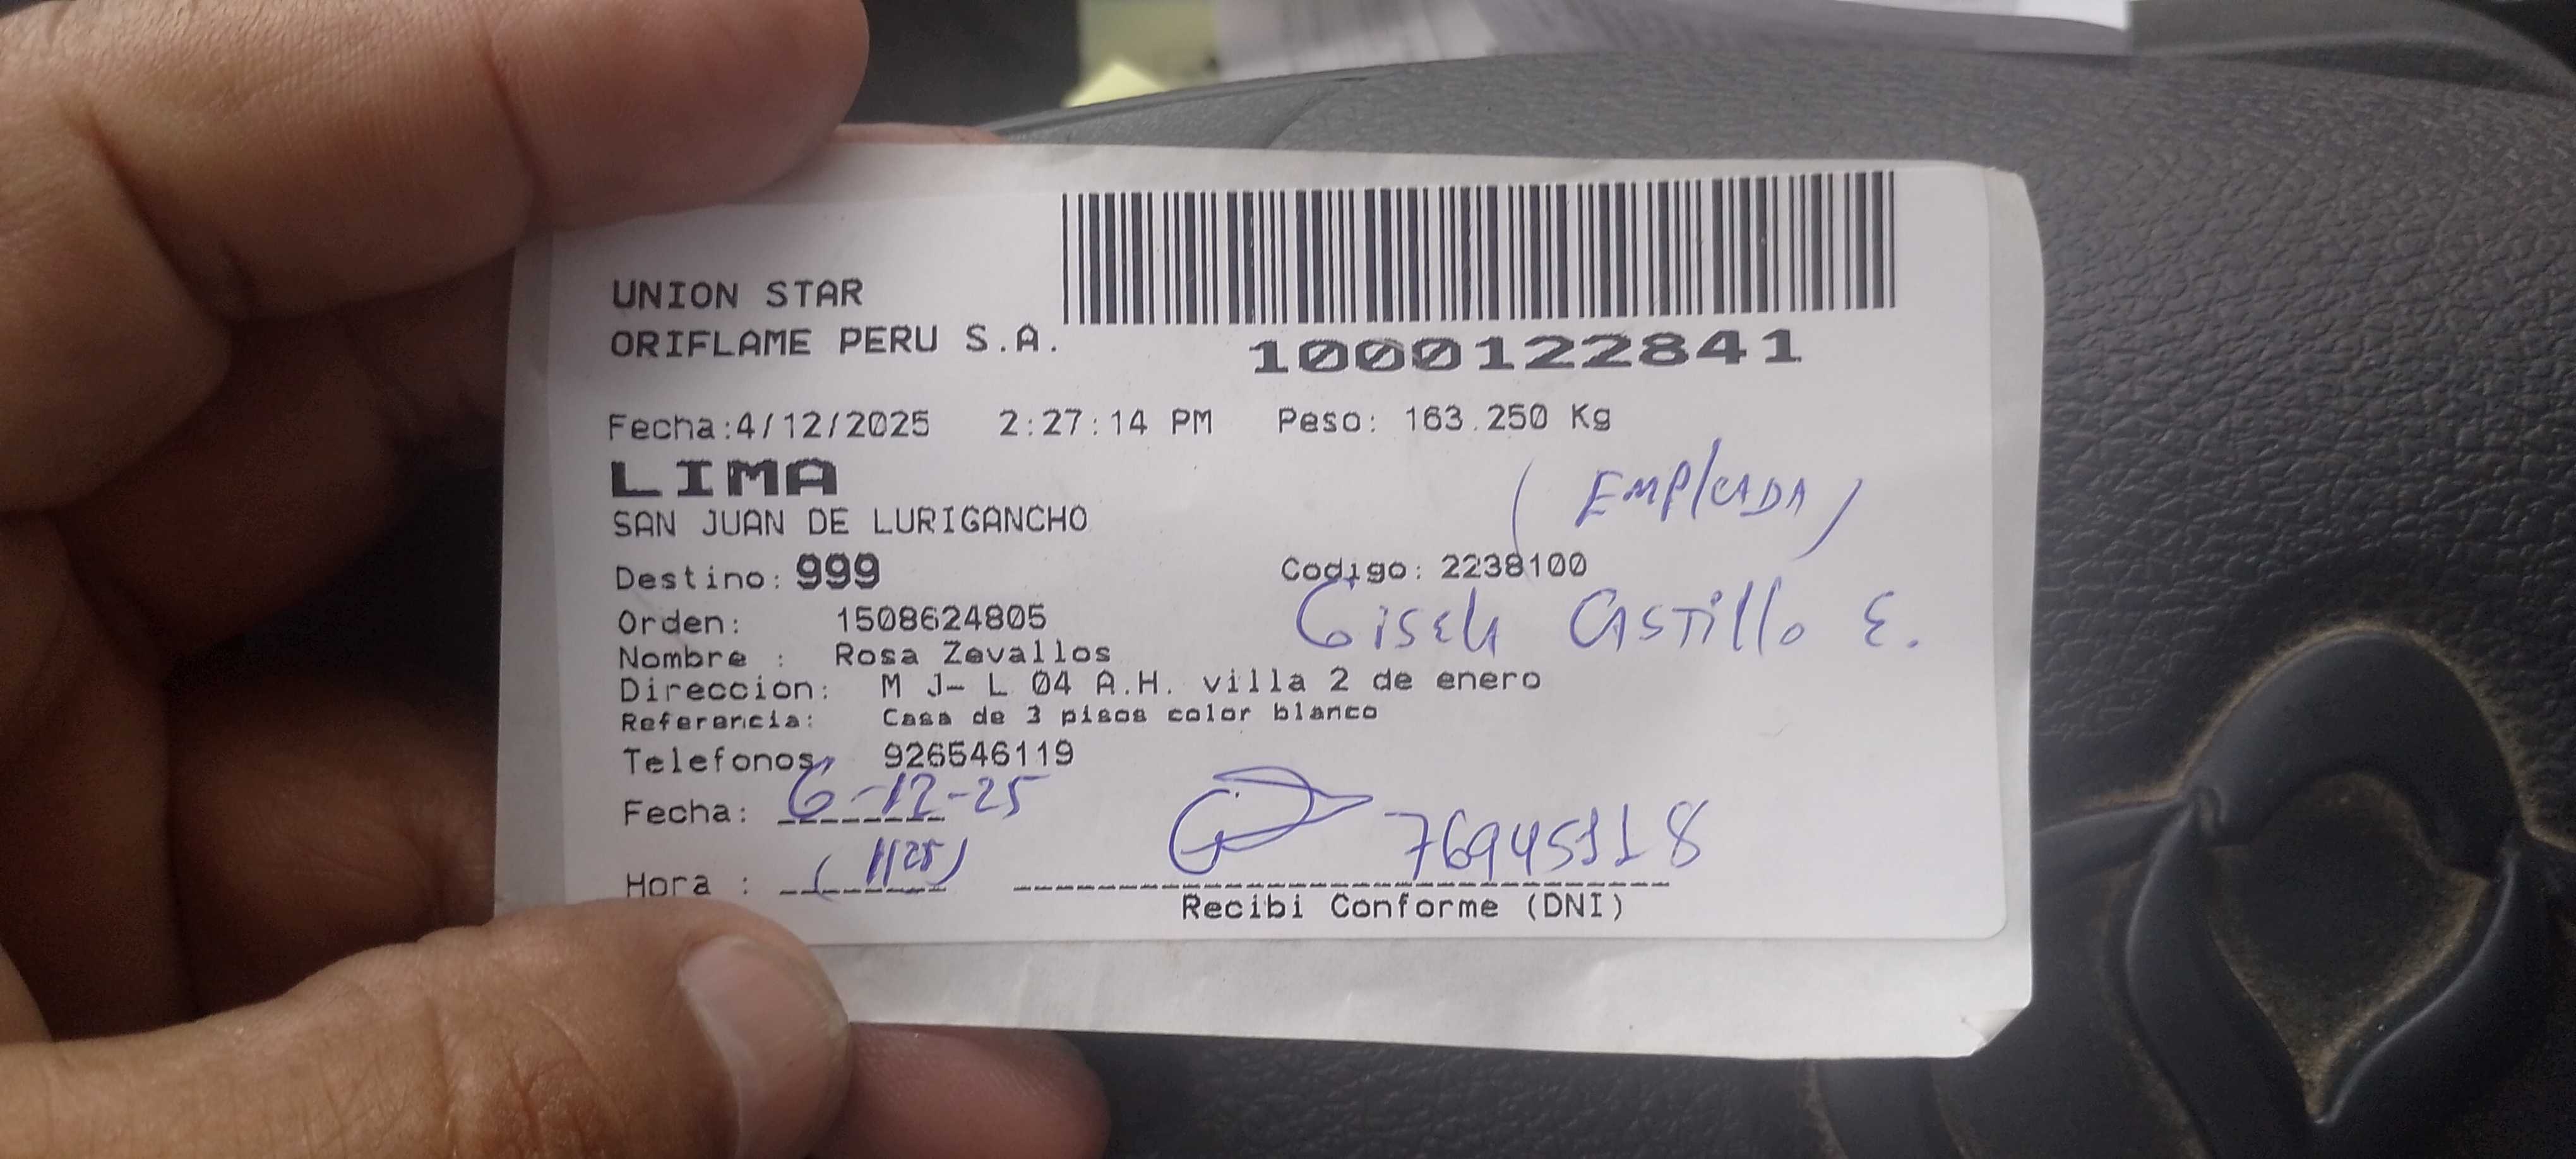 UNION STAR
ORIFLAME PERU S.A.
1000122841
Fecha:4/12/2025 2:27:14 PM Peso: 163.250 Kg
LIMA
(EMPLEADA)
SAN JUAN DE LURIGANCHO
Destino: 999 Codigo: 2238100
Orden: 1508624805
Gisela Castillo E.
Nombre : Rosa Zevallos
Direccion: M J- L 04 A.H. villa 2 de enero
Referencia: Casa de 3 pisos color blanco
Telefonos: 926546119
Fecha: 6-12-25
76945118
Hora : (1125)
Recibi Conforme (DNI)